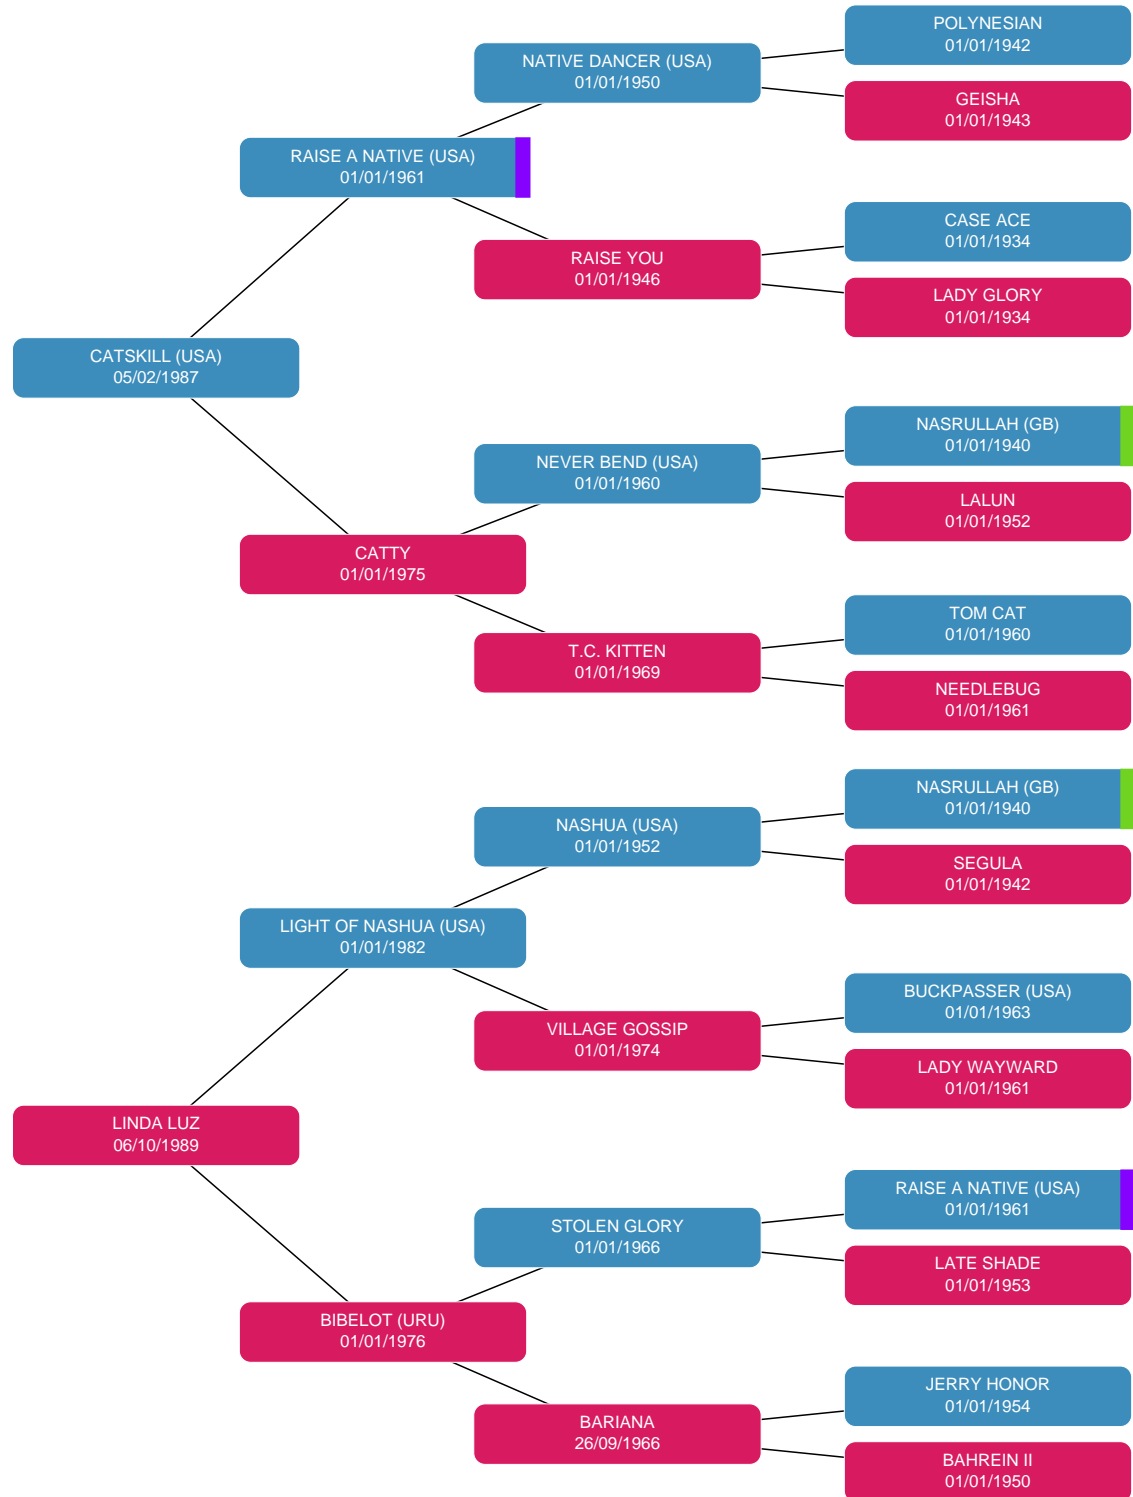 POLYNESIAN
01/01/1942
NATIVE DANCER (USA)
01/01/1950
GEISHA
01/01/1943
RAISE A NATIVE (USA)
01/01/1961
CASE ACE
01/01/1934
RAISE YOU
01/01/1946
LADY GLORY
01/01/1934
CATSKILL (USA)
05/02/1987
NASRULLAH (GB)
01/01/1940
NEVER BEND (USA)
01/01/1960
LALUN
01/01/1952
CATTY
01/01/1975
TOM CAT
01/01/1960
T.C. KITTEN
01/01/1969
NEEDLEBUG
01/01/1961
NASRULLAH (GB)
01/01/1940
NASHUA (USA)
01/01/1952
SEGULA
01/01/1942
LIGHT OF NASHUA (USA)
01/01/1982
BUCKPASSER (USA)
01/01/1963
VILLAGE GOSSIP
01/01/1974
LADY WAYWARD
01/01/1961
LINDA LUZ
06/10/1989
RAISE A NATIVE (USA)
01/01/1961
STOLEN GLORY
01/01/1966
LATE SHADE
01/01/1953
BIBELOT (URU)
01/01/1976
JERRY HONOR
01/01/1954
BARIANA
26/09/1966
BAHREIN II
01/01/1950